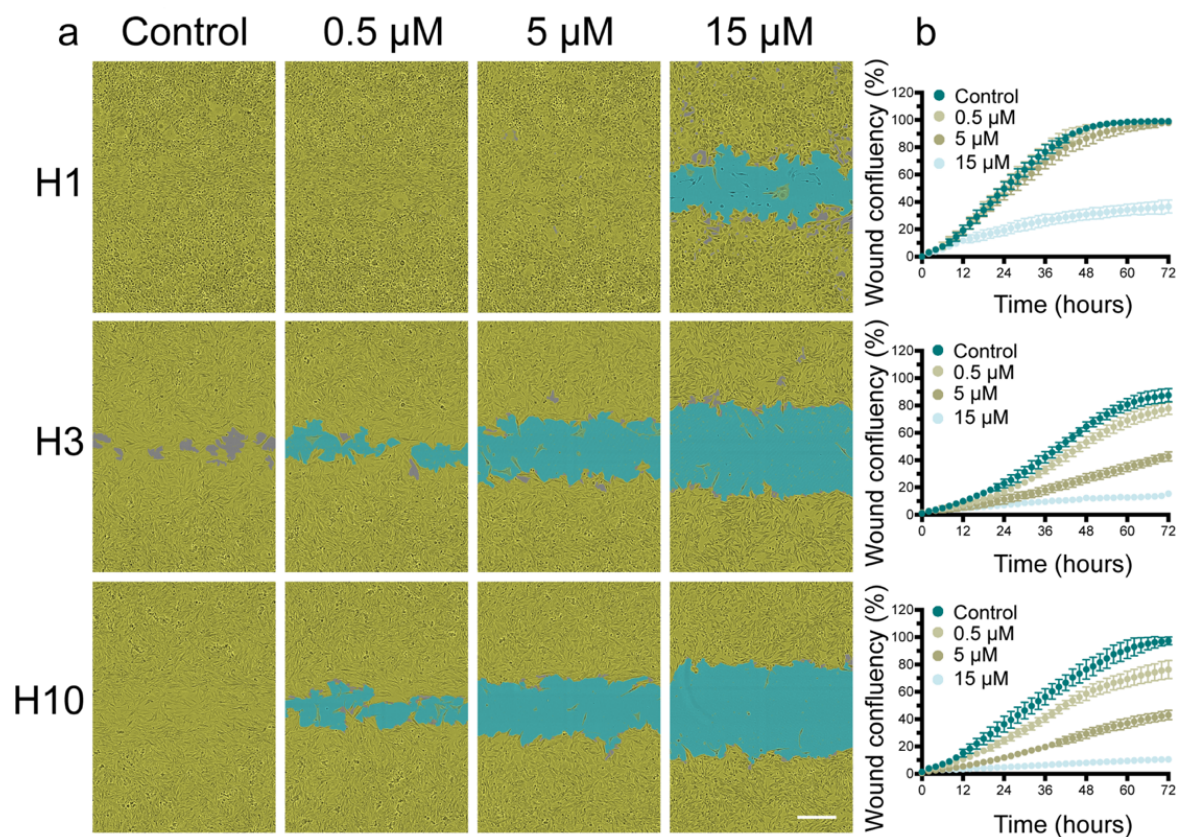 a Control 0.5 µM 5 µM 15 µM b
H1
H3
H10
Wound confluency (%)
120
100
80
60
40
20
0
Control
0.5 µM
5 µM
15 µM
0 12 24 36 48 60 72
Time (hours)
Wound confluency (%)
120
100
80
60
40
20
0
Control
0.5 µM
5 µM
15 µM
0 12 24 36 48 60 72
Time (hours)
Wound confluency (%)
120
100
80
60
40
20
0
Control
0.5 µM
5 µM
15 µM
0 12 24 36 48 60 72
Time (hours)